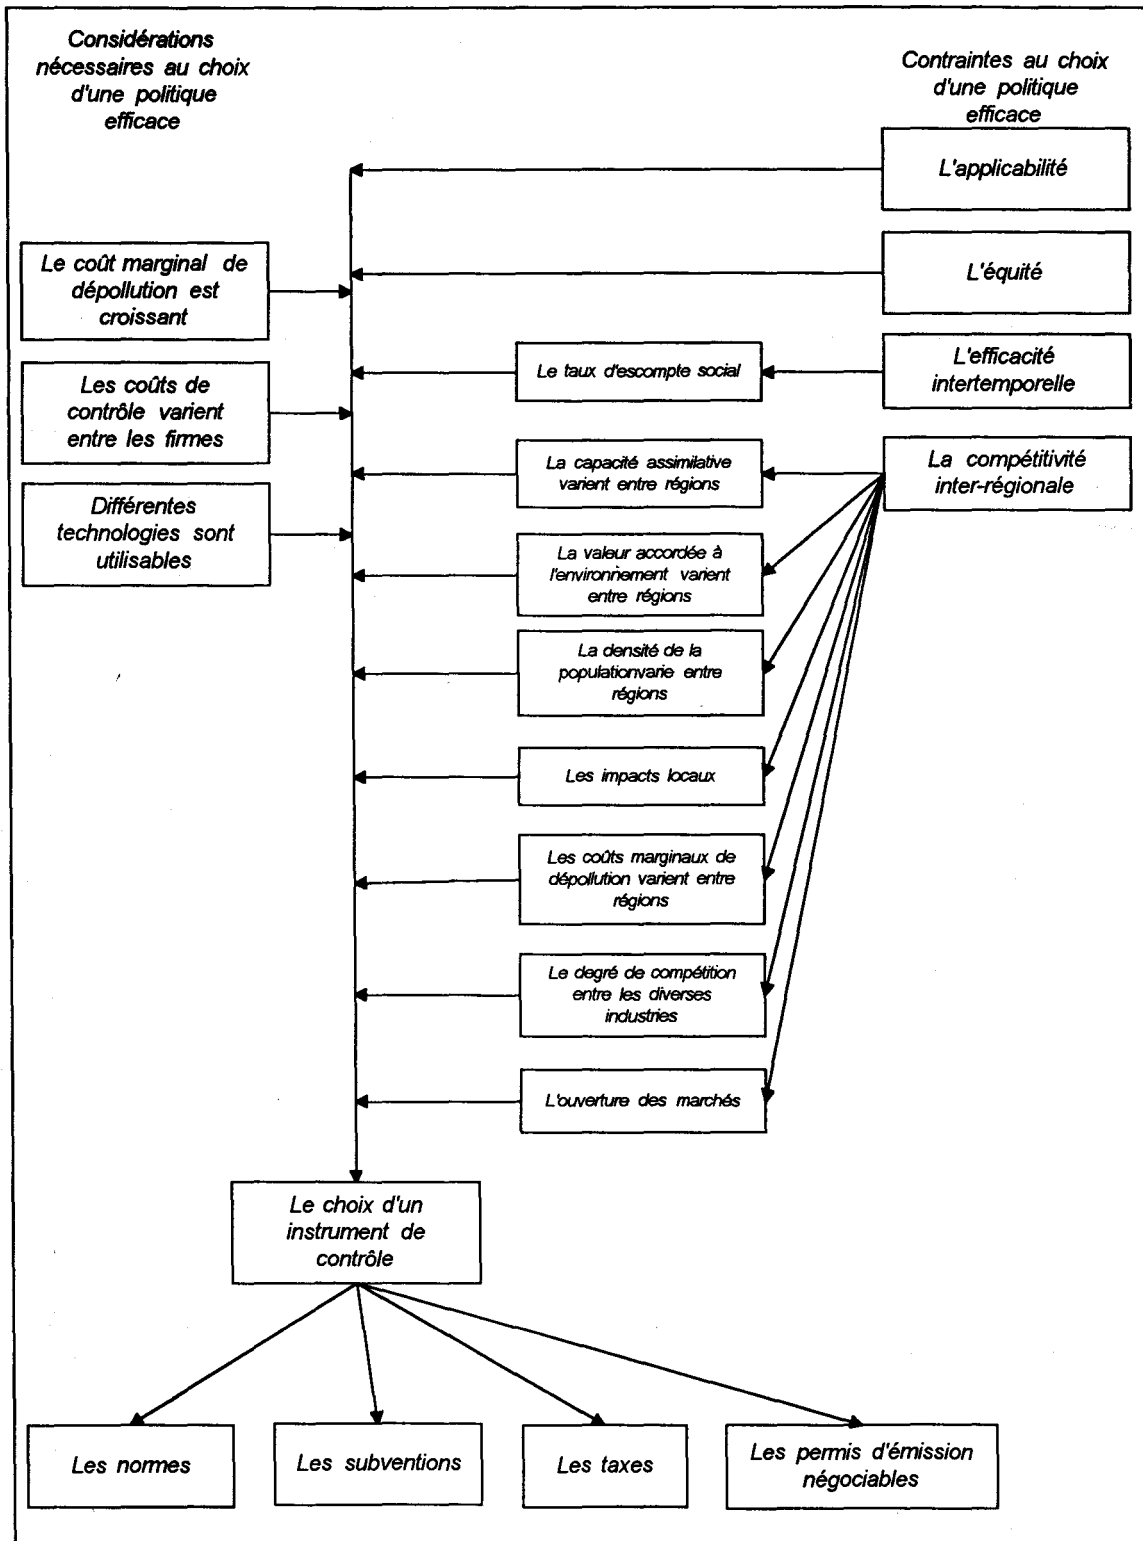 Considérations
nécessaires au choix
d'une politique
efficace
Contraintes au choix
d'une politique
efficace
L'applicabilité
L'équité
Le coût marginal de
dépollution est
croissant
L'efficacité
intertemporelle
Le taux d'escompte social
Les coûts de
contrôle varient
entre les firmes
La compétitivité
inter-régionale
La capacité assimilative
varient entre régions
Différentes
technologies sont
utilisables
La valeur accordée à
l'environnement varient
entre régions
La densité de la
populationvarie entre
régions
Les impacts locaux
Les coûts marginaux de
dépollution varient entre
régions
Le degré de compétition
entre les diverses
industries
L'ouverture des marchés
Le choix d'un
instrument de
contrôle
Les normes
Les subventions
Les taxes
Les permis d'émission
négociables